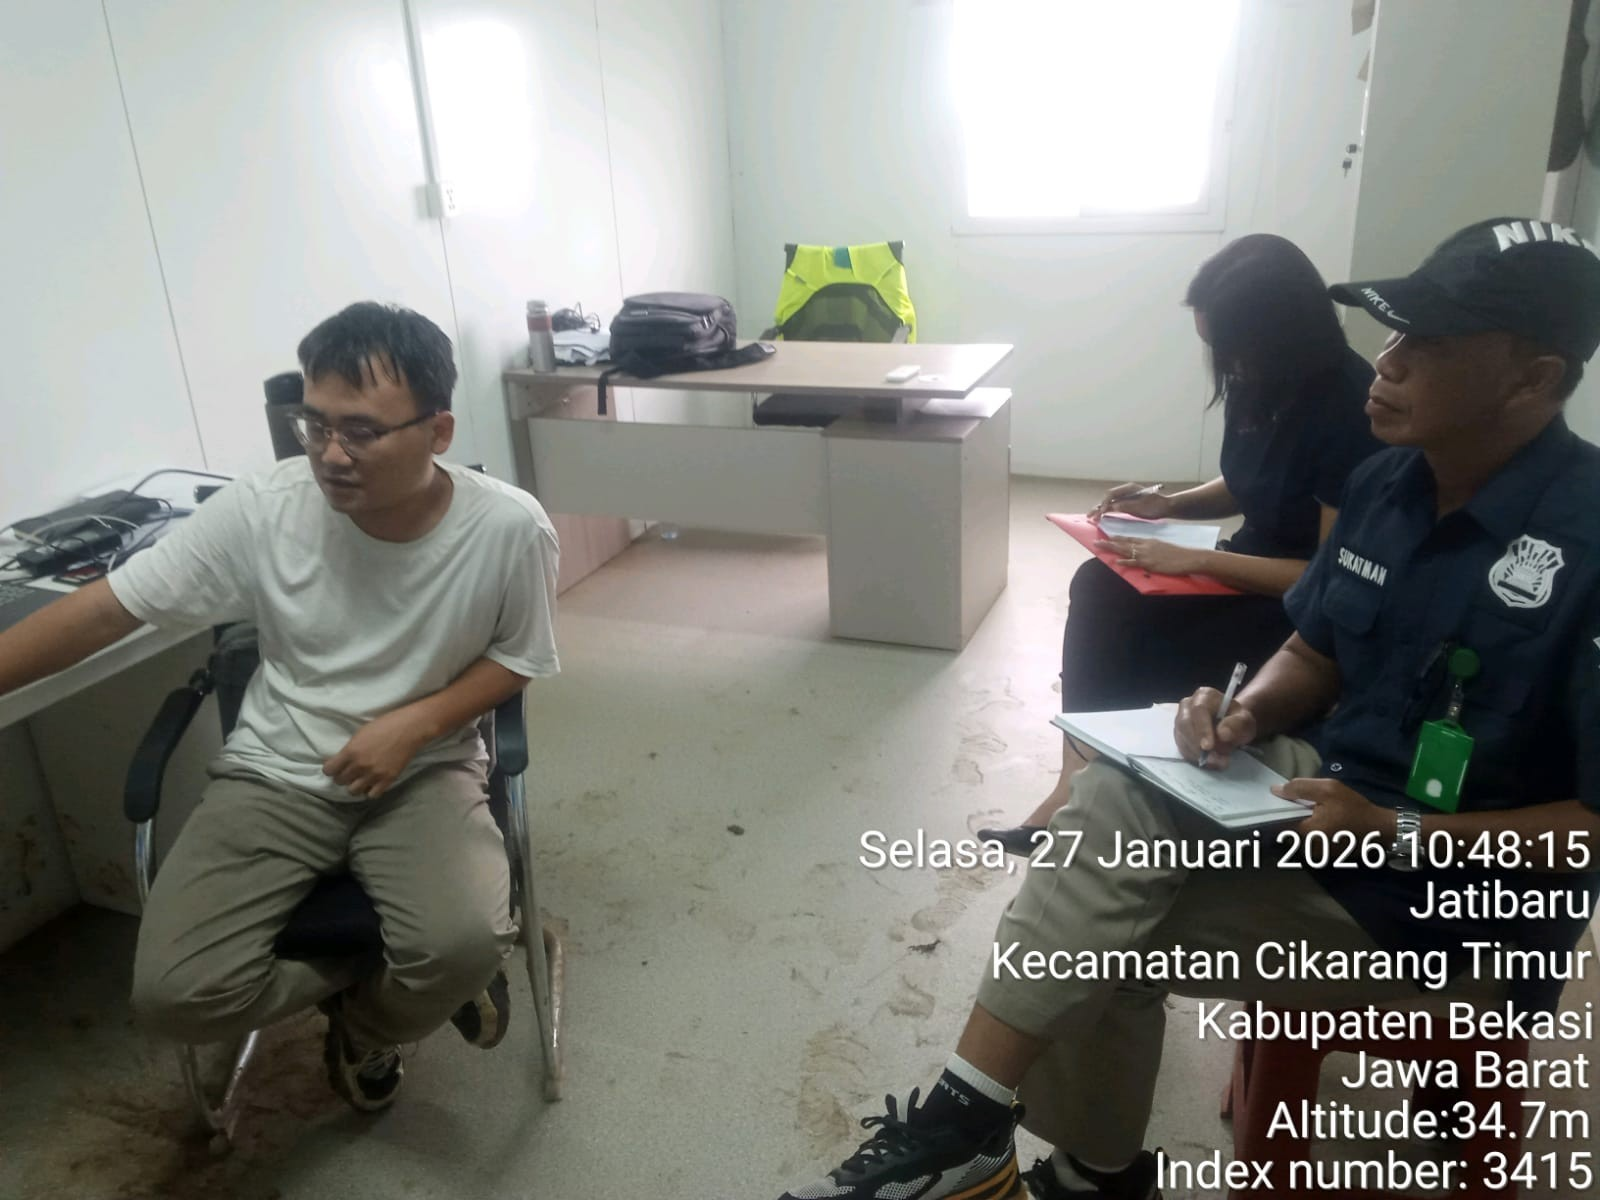 NIK
NIKE
SUKATMAN
Selasa, 27 Januari 2026 10:48:15
Jatibaru
Kecamatan Cikarang Timur
Kabupaten Bekasi
Jawa Barat
Altitude:34.7m
Index number: 3415